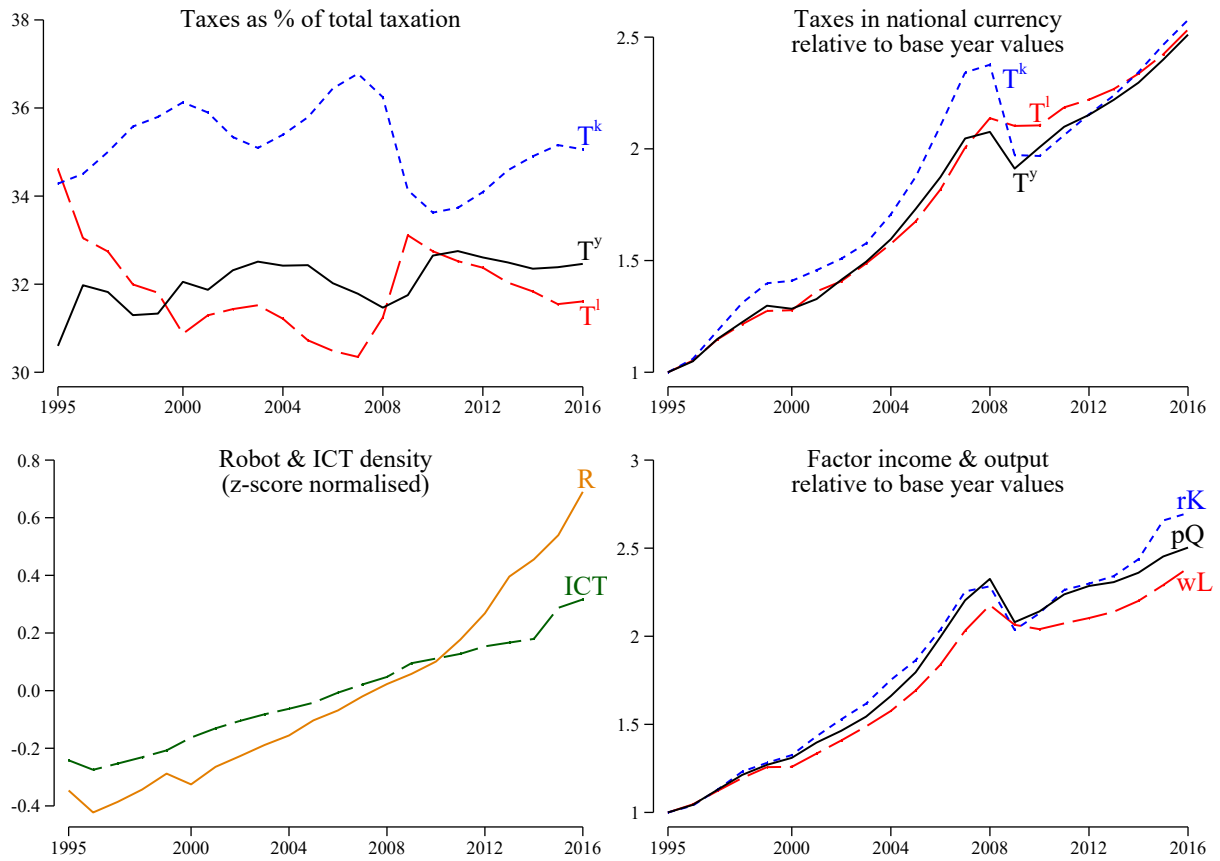 Taxes as % of total taxation
38
36
34
32
30
T^k
T^y
T^l
1995 2000 2004 2008 2012 2016
Taxes in national currency
relative to base year values
2.5
2
1.5
1
T^k
T^l
T^y
1995 2000 2004 2008 2012 2016
Robot & ICT density
(z-score normalised)
0.8
0.6
0.4
0.2
0.0
-0.2
-0.4
R
ICT
1995 2000 2004 2008 2012 2016
Factor income & output
relative to base year values
3
2.5
2
1.5
1
rK
pQ
wL
1995 2000 2004 2008 2012 2016